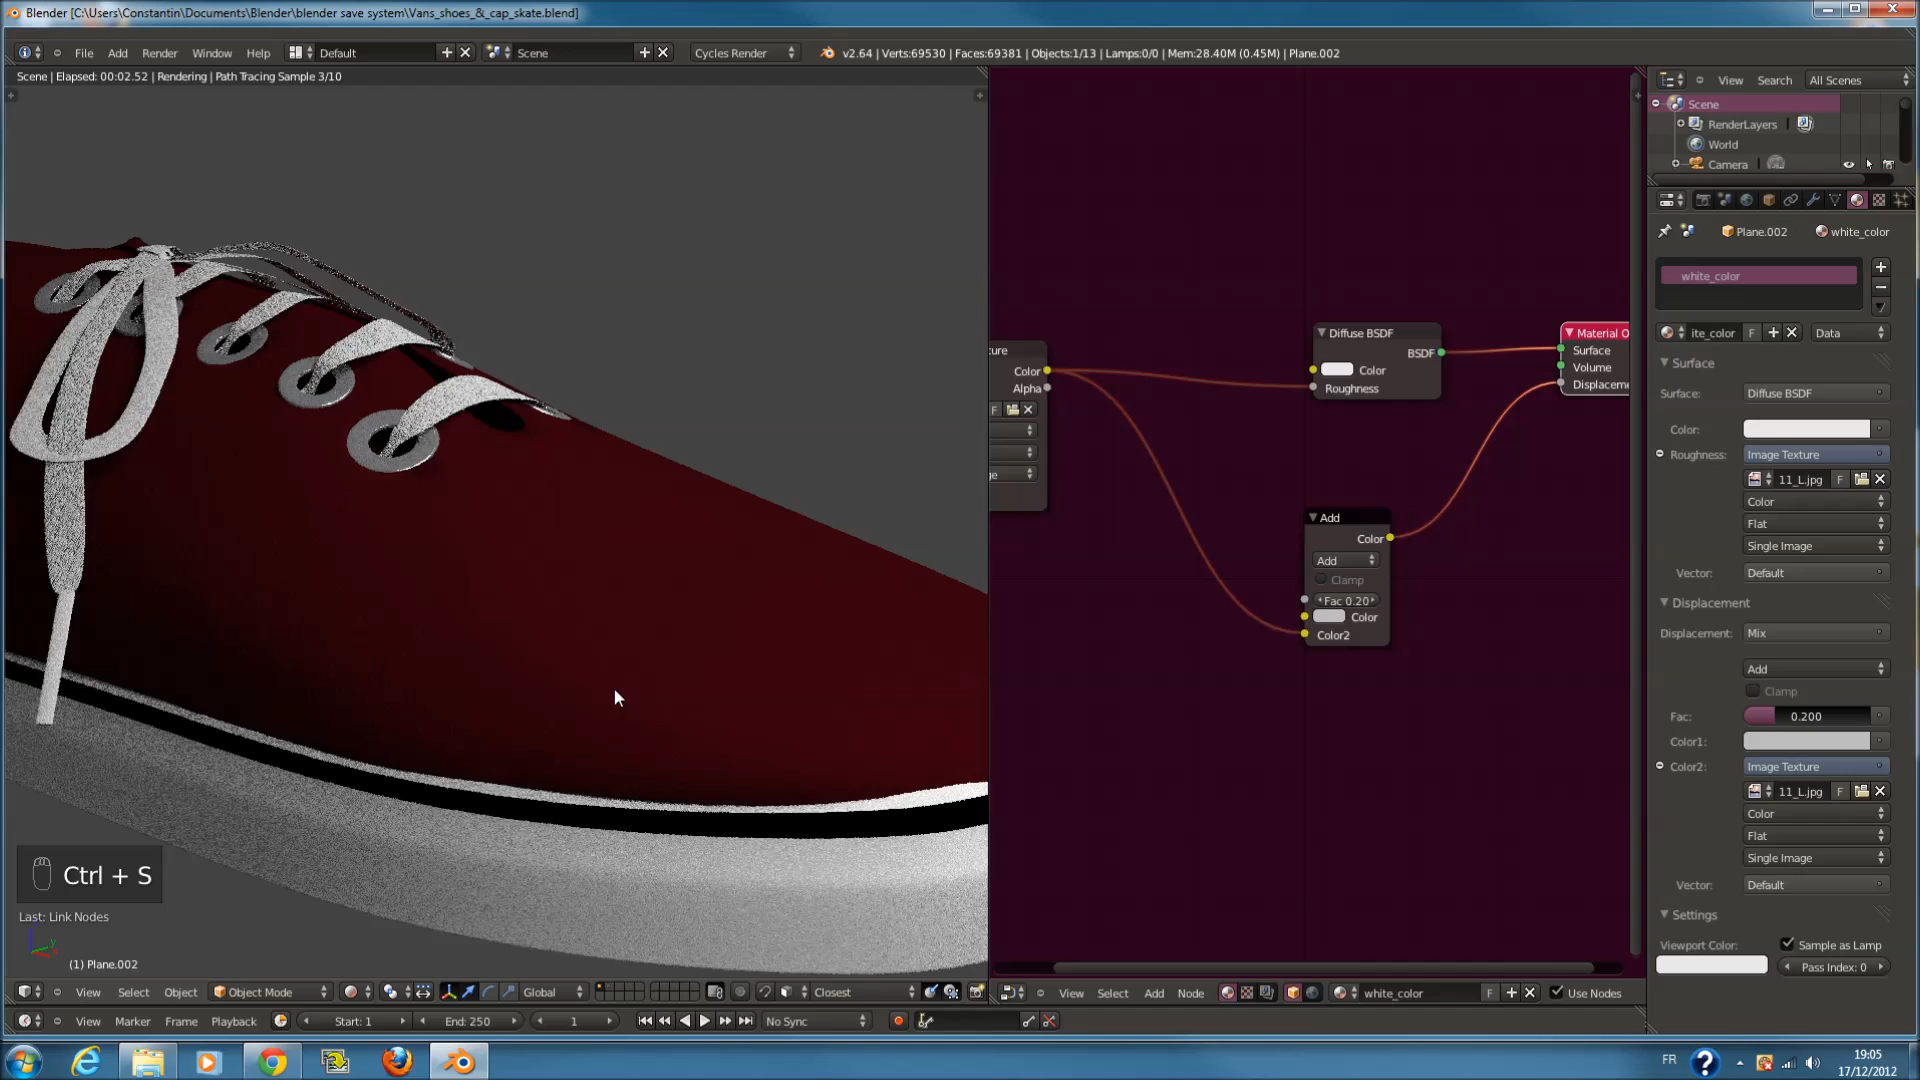 Blender [C:\Users\Constantin\Documents\Blender\blender save system\Vans_shoes_&_cap_skate.blend]
File Add Render Window Help Default Scene Cycles Render v2.64 | Verts:69530 | Faces:69381 | Objects:1/13 | Lamps:0/0 | Mem:28.40M (0.45M) | Plane.002
Scene | Elapsed: 00:02.52 | Rendering | Path Tracing Sample 3/10
View Search All Scenes
Scene
RenderLayers
World
Camera
Plane.002 white_color
white_color
ite_color F Data
Surface
Surface: Diffuse BSDF
Color:
Roughness: Image Texture
11_L.jpg F
Color
Flat
Single Image
Vector: Default
Displacement
Displacement: Mix
Add
Clamp
Fac: 0.200
Color1:
Color2: Image Texture
11_L.jpg F
Color
Flat
Single Image
Vector: Default
Settings
Viewport Color: Sample as Lamp
Pass Index: 0
cure
Color
Alpha
F
ge
Diffuse BSDF
BSDF
Color
Roughness
Material O
Surface
Volume
Displaceme
Add
Color
Add
Clamp
Fac 0.20
Color
Color2
Ctrl + S
Last: Link Nodes
(1) Plane.002
View Select Object Object Mode Global Closest
View Select Add Node white_color F Use Nodes
View Marker Frame Playback Start: 1 End: 250 1 No Sync
FR
19:05
17/12/2012